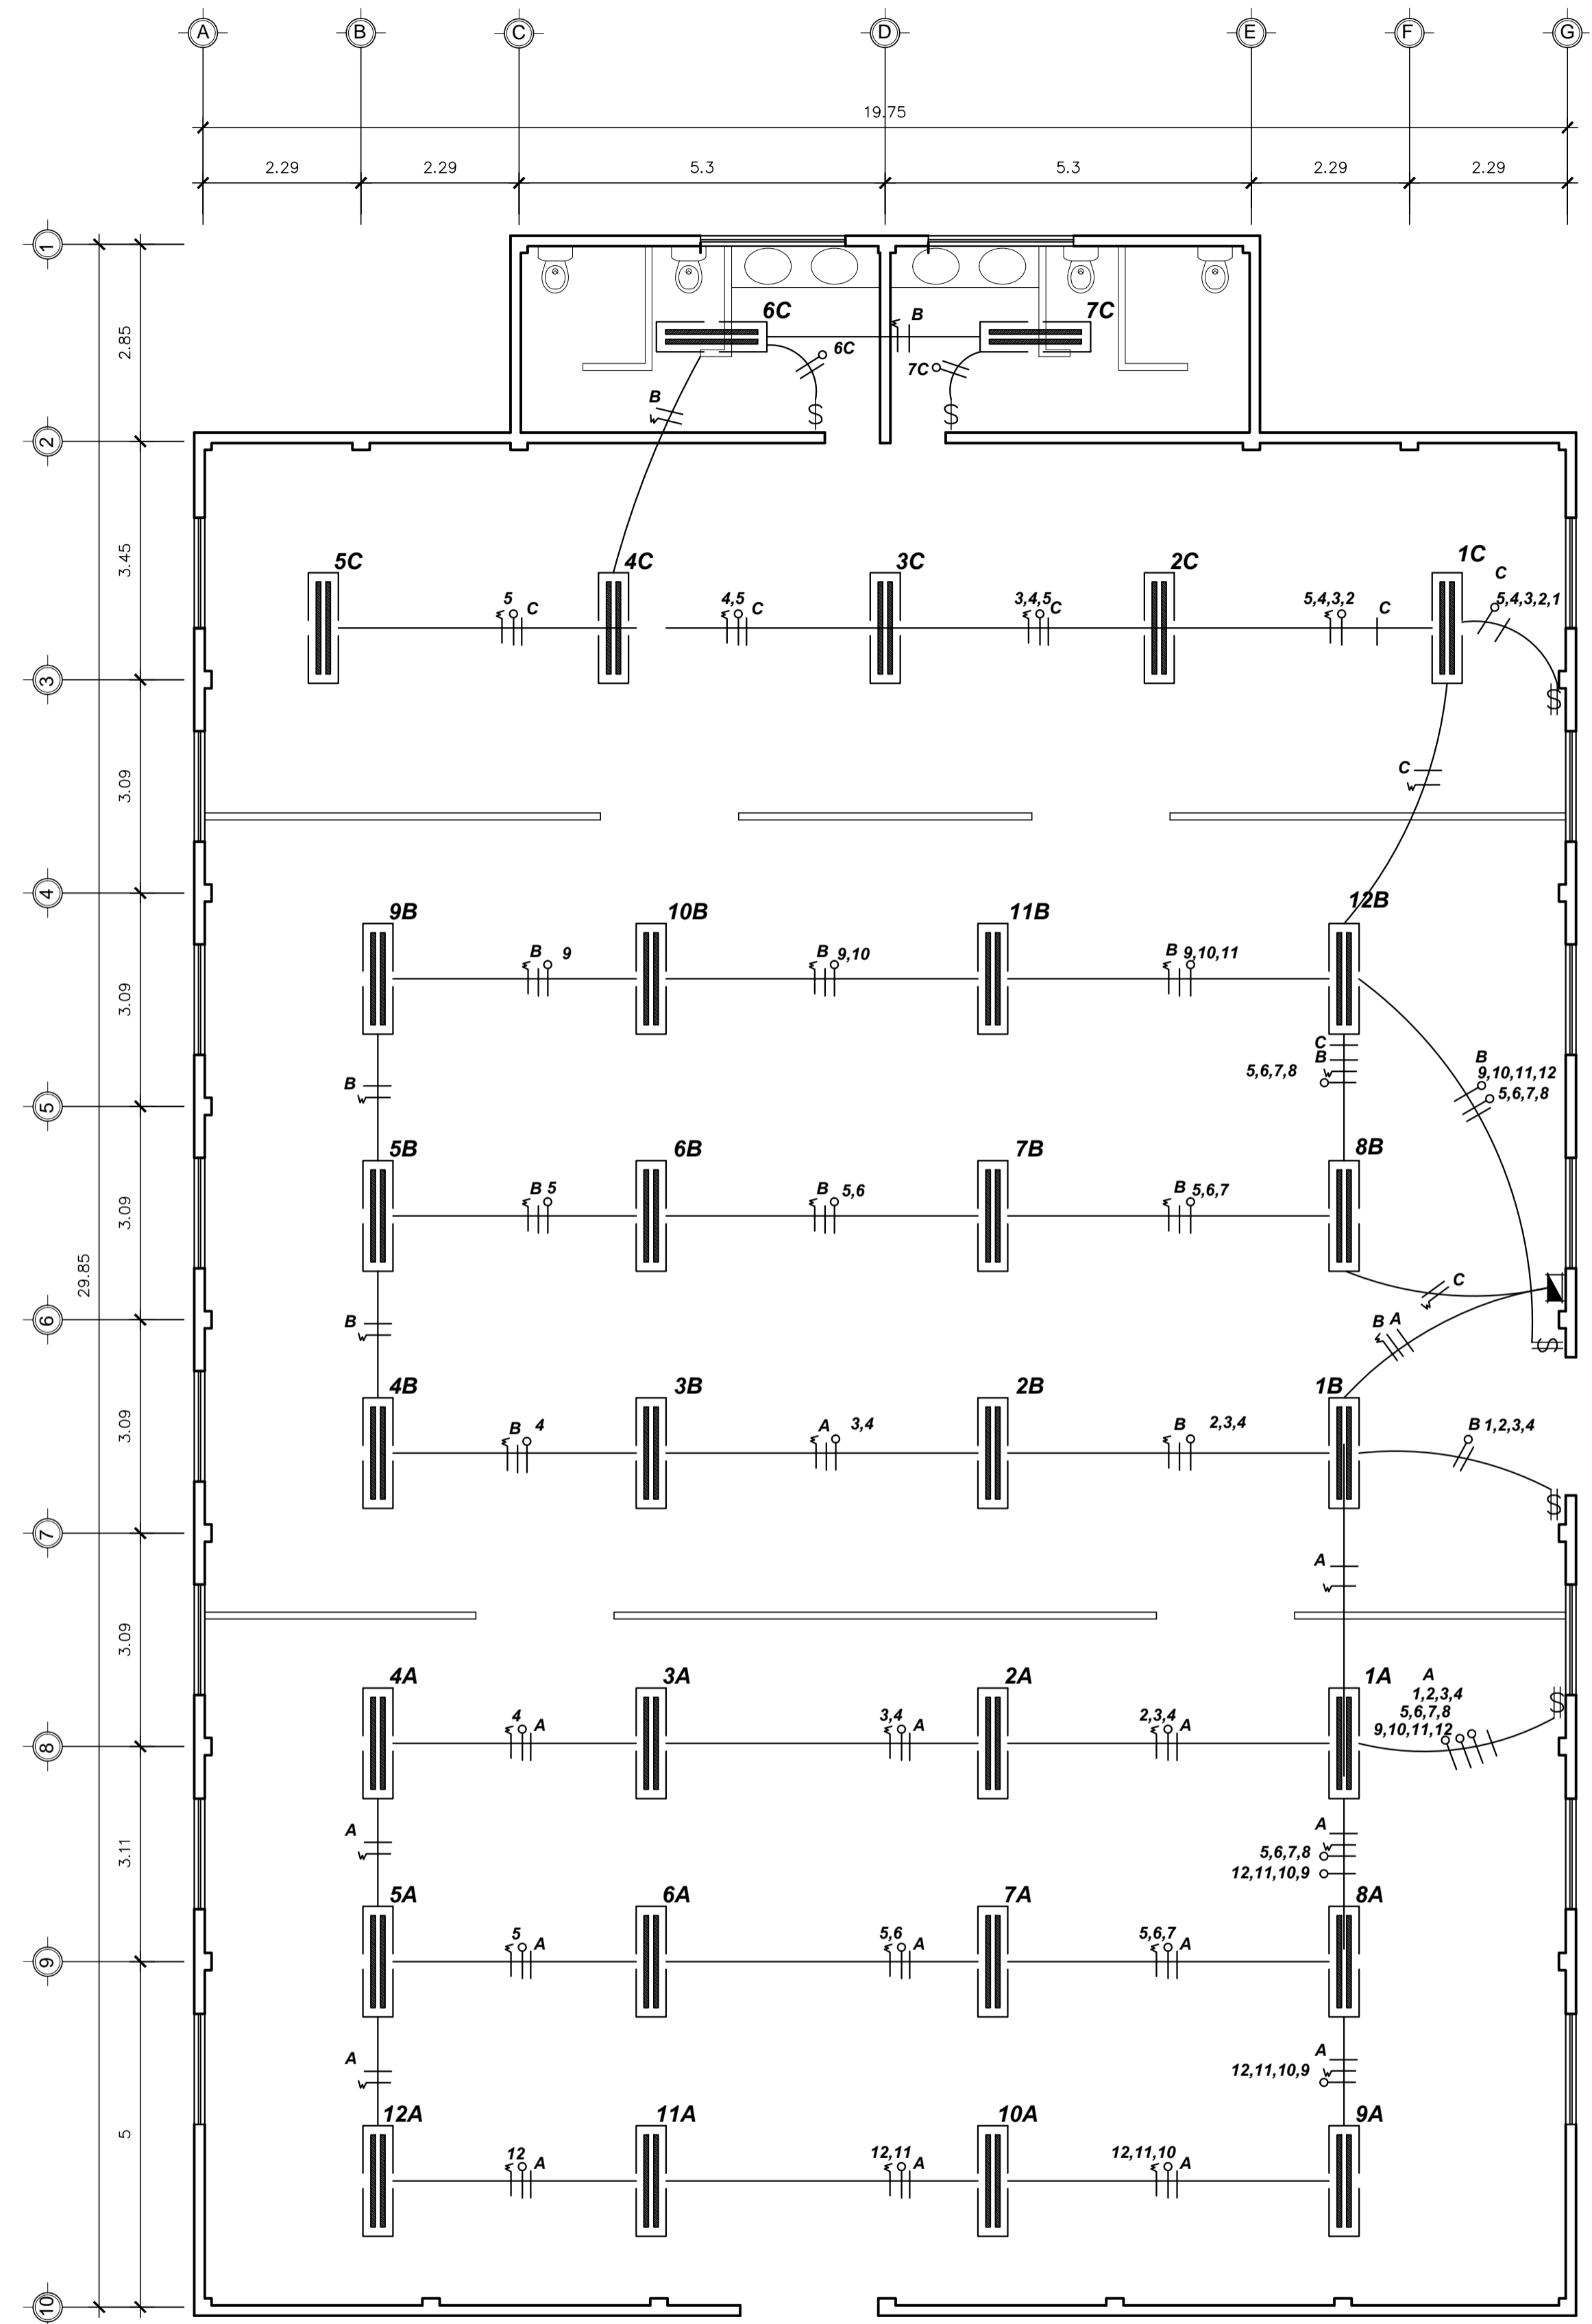 A B C D E F G
19.75
2.29 2.29 5.3 5.3 2.29 2.29
1
2.85
6C B 7C
6C
7C
B
2
3.45
5C 4C 3C 2C 1C
C
5 C 4,5 C 3,4,5 C 5,4,3,2 C 5,4,3,2,1
3
C
3.09
4
9B 10B 11B 12B
B 9 B 9,10 B 9,10,11
3.09
C
B
5,6,7,8
B
9,10,11,12
5,6,7,8
B
5
5B 6B 7B 8B
B 5 B 5,6 B 5,6,7
3.09
29.85
C
B
B A
6
4B 3B 2B 1B
B 4 A 3,4 B 2,3,4 B 1,2,3,4
3.09
7
A
3.09
4A 3A 2A 1A
A
1,2,3,4
5,6,7,8
9,10,11,12
4 A 3,4 A 2,3,4 A
8
A
A
5,6,7,8
12,11,10,9
3.11
5A 6A 7A 8A
5 A 5,6 A 5,6,7 A
9
A
A
12,11,10,9
5
12A 11A 10A 9A
12 A 12,11 A 12,11,10 A
10